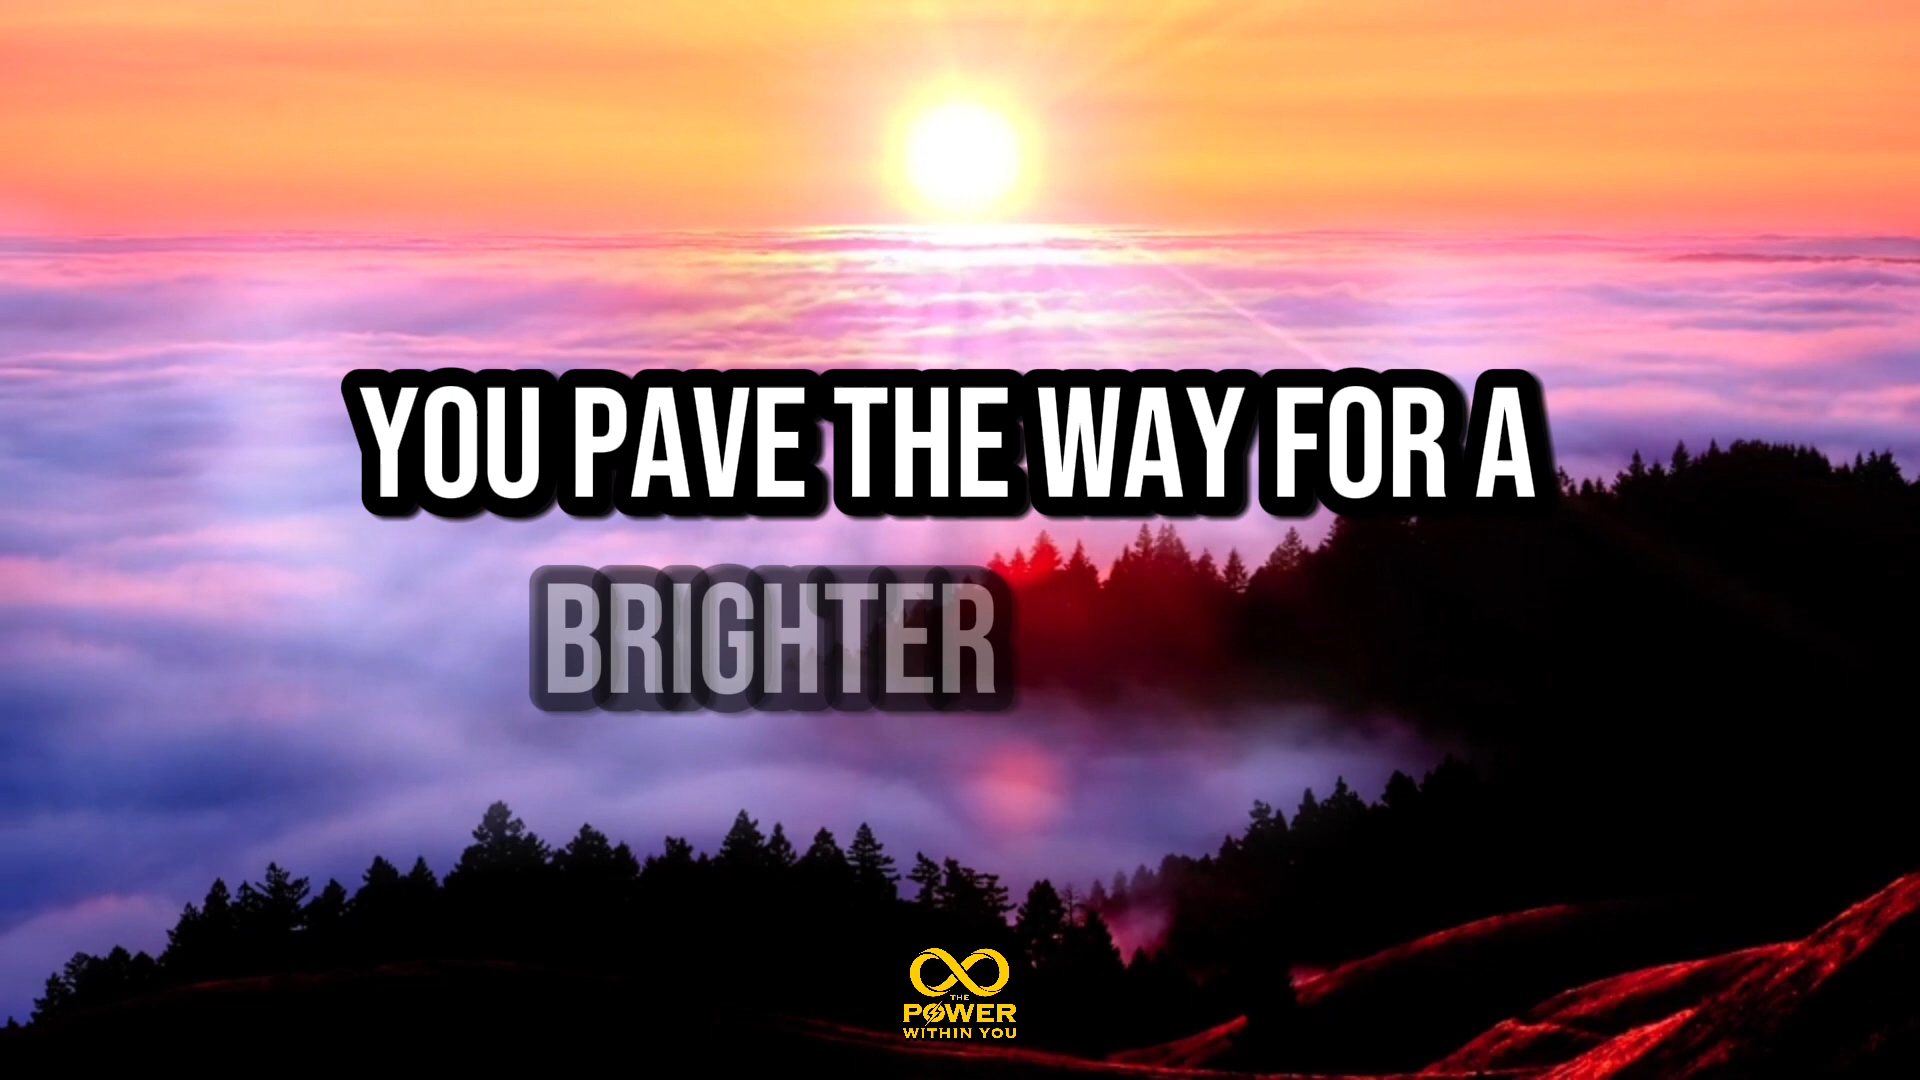 YOU PAVE THE WAY FOR A
BRIGHTER
THE
POWER
WITHIN YOU